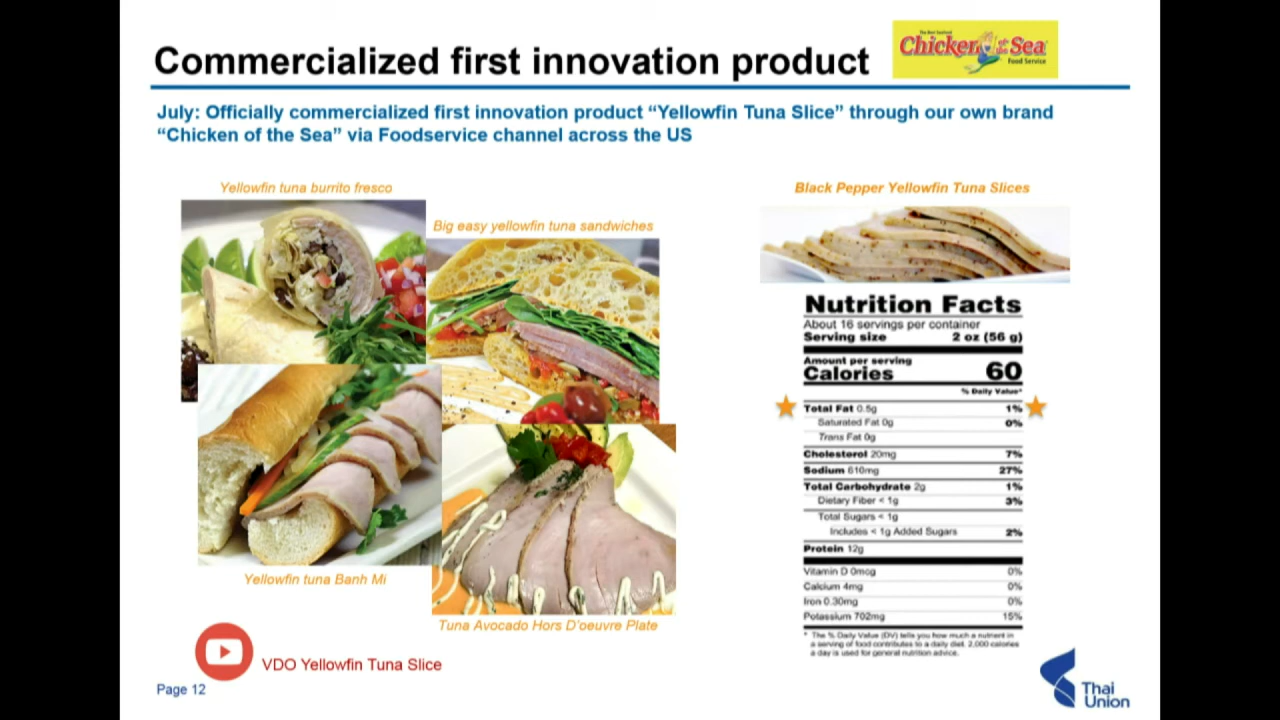 Commercialized first innovation product
The Best Seafood
Chicken of the Sea
Food Service
July: Officially commercialized first innovation product “Yellowfin Tuna Slice” through our own brand
“Chicken of the Sea” via Foodservice channel across the US
Yellowfin tuna burrito fresco
Big easy yellowfin tuna sandwiches
Yellowfin tuna Banh Mi
Tuna Avocado Hors D’oeuvre Plate
VDO Yellowfin Tuna Slice
Black Pepper Yellowfin Tuna Slices
Nutrition Facts
About 16 servings per container
Serving size 2 oz (56 g)
Amount per serving
Calories 60
% Daily Value*
Total Fat 0.5g 1%
Saturated Fat 0g 0%
Trans Fat 0g
Cholesterol 20mg 7%
Sodium 610mg 27%
Total Carbohydrate 2g 1%
Dietary Fiber < 1g 3%
Total Sugars < 1g
Includes < 1g Added Sugars 2%
Protein 12g
Vitamin D 0mcg 0%
Calcium 4mg 0%
Iron 0.30mg 0%
Potassium 702mg 15%
* The % Daily Value (DV) tells you how much a nutrient in
a serving of food contributes to a daily diet. 2,000 calories
a day is used for general nutrition advice.
Page 12
Thai
Union